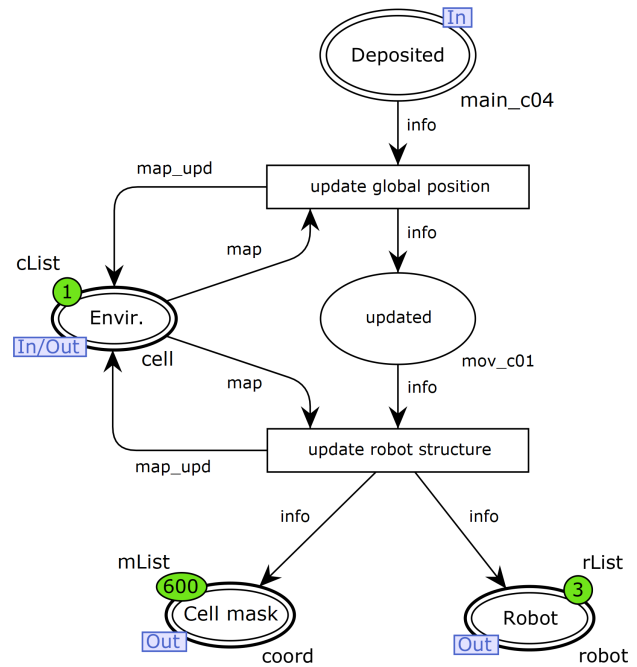 In
Deposited
main_c04
info
map_upd
update global position
info
map
cList
1
Envir.
In/Out
cell
updated
mov_c01
map
info
update robot structure
map_upd
info
info
mList
600
Cell mask
Out
coord
rList
3
Robot
Out
robot